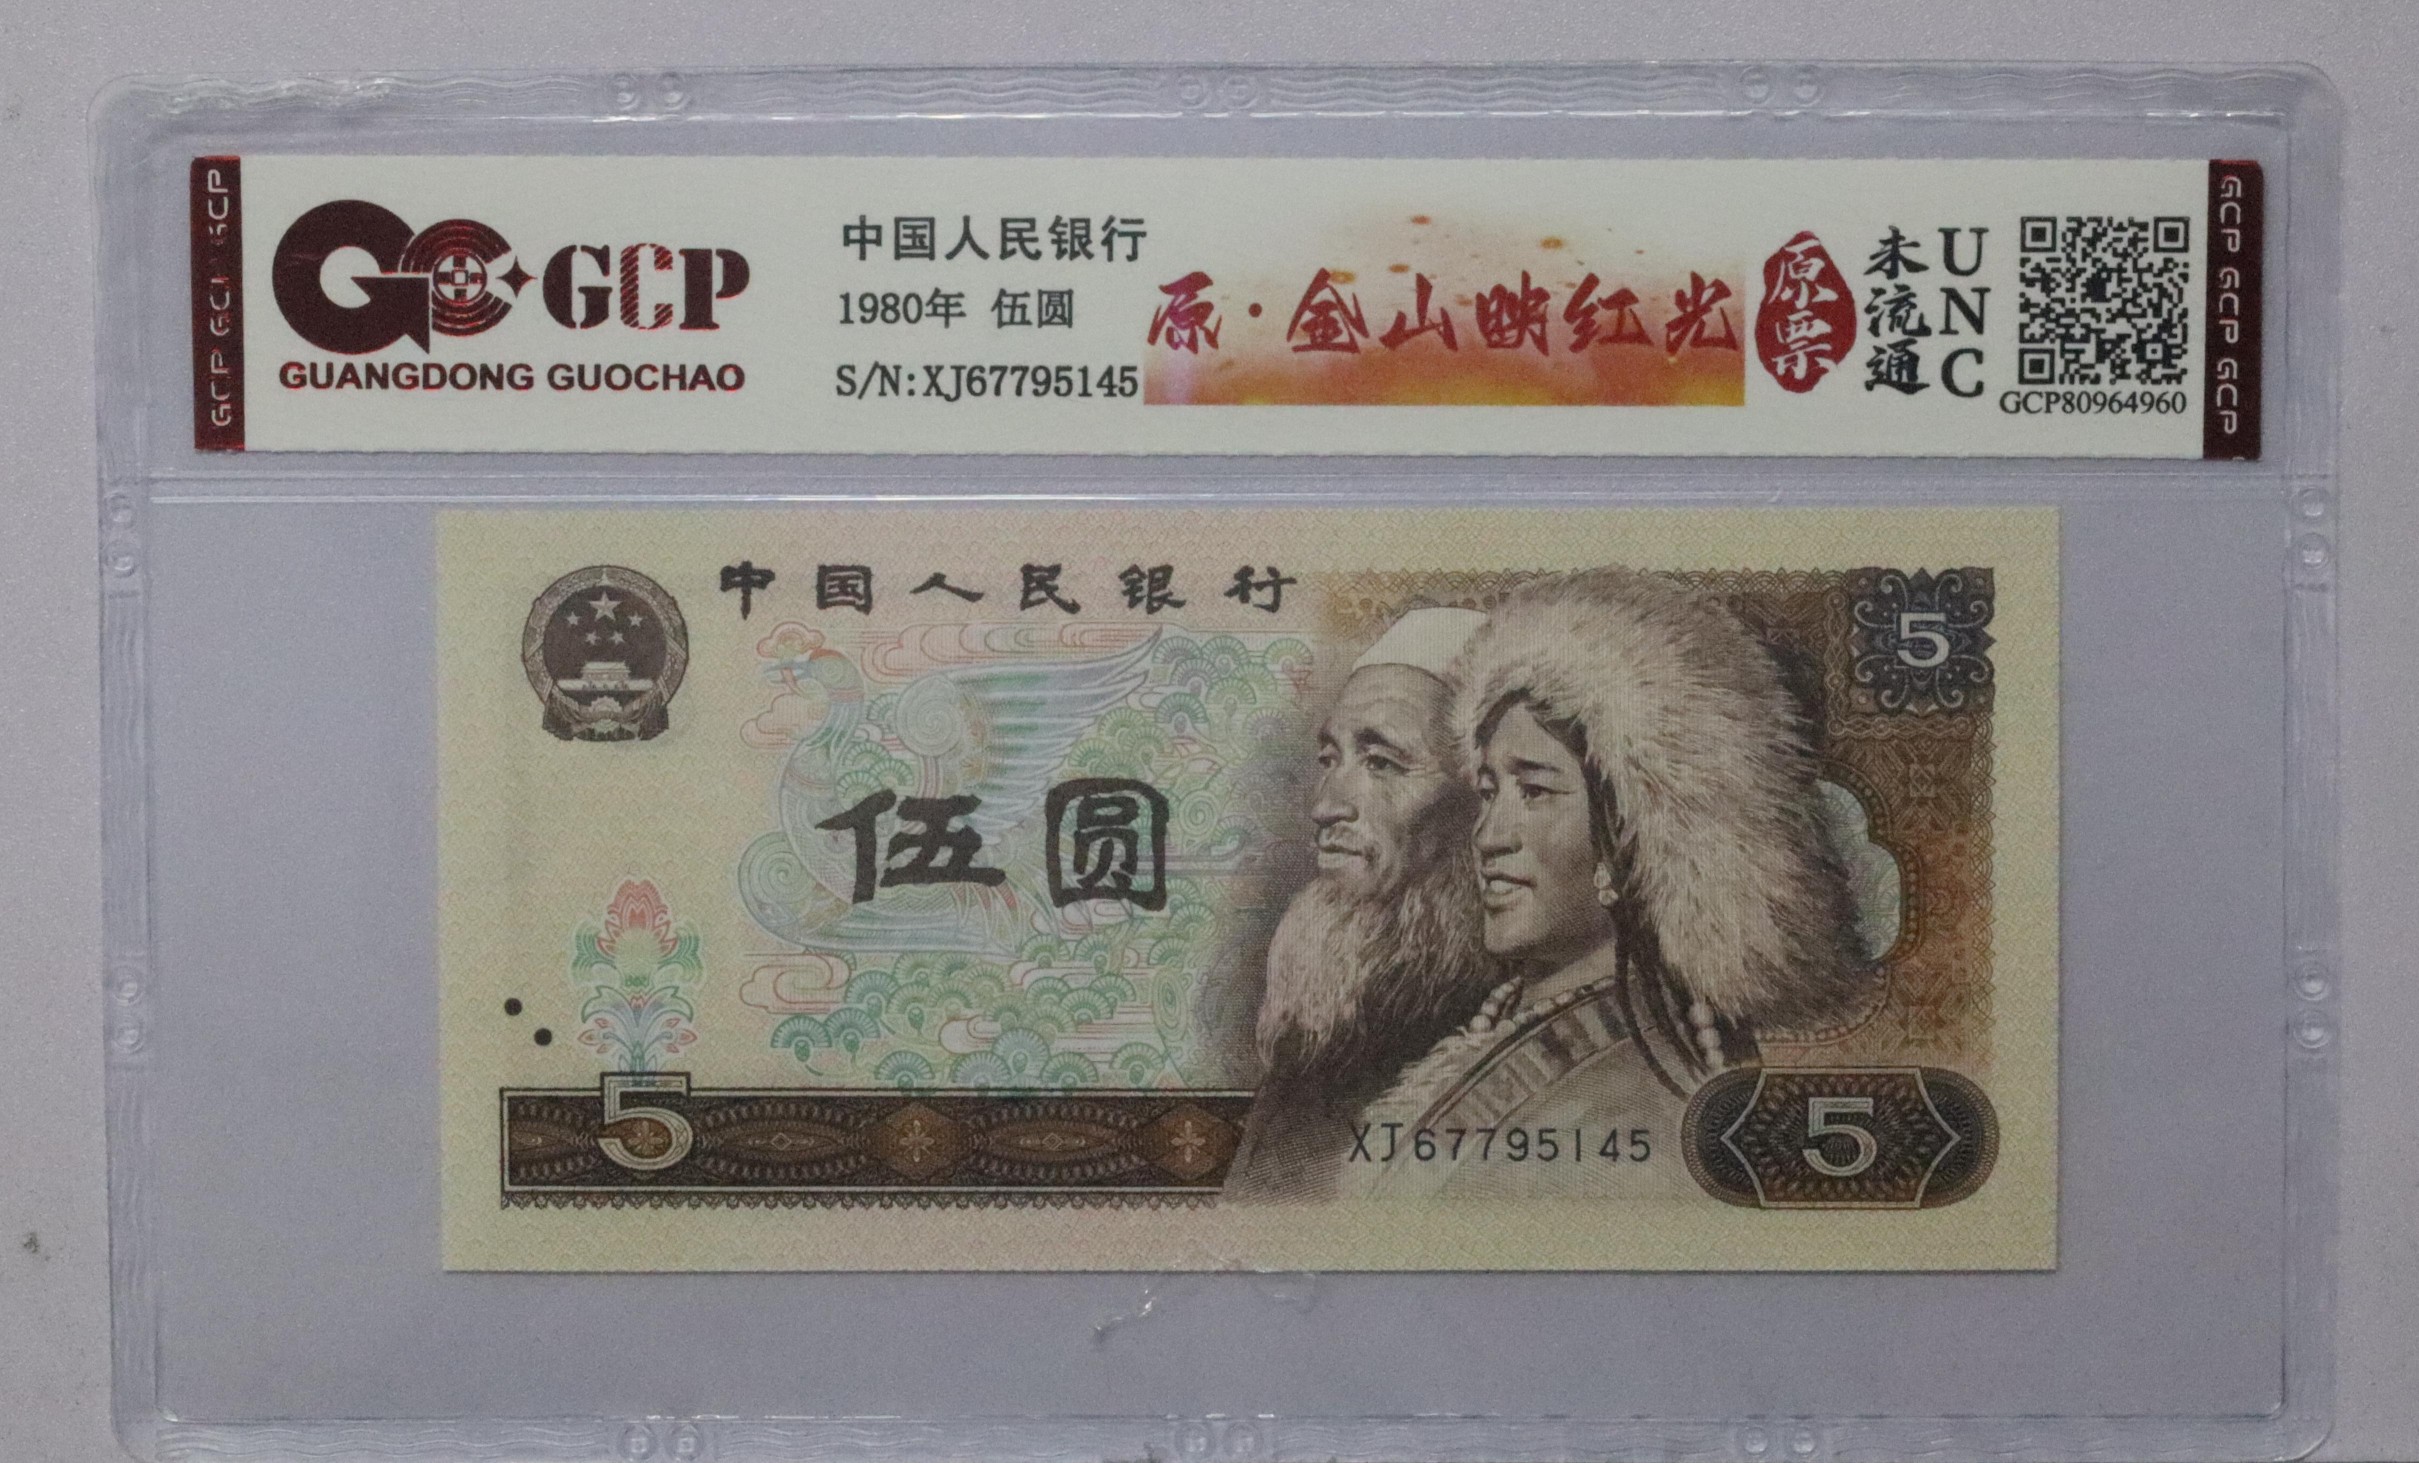 GCP GCP GCP
GCP
GUANGDONG GUOCHAO
中国人民银行
1980年 伍圆
S/N:XJ67795145
原·金山映红光
原票
未流通
UNC
GCP80964960
GCP GCP GCP
中国人民银行
5
伍圆
5
XJ67795145
5